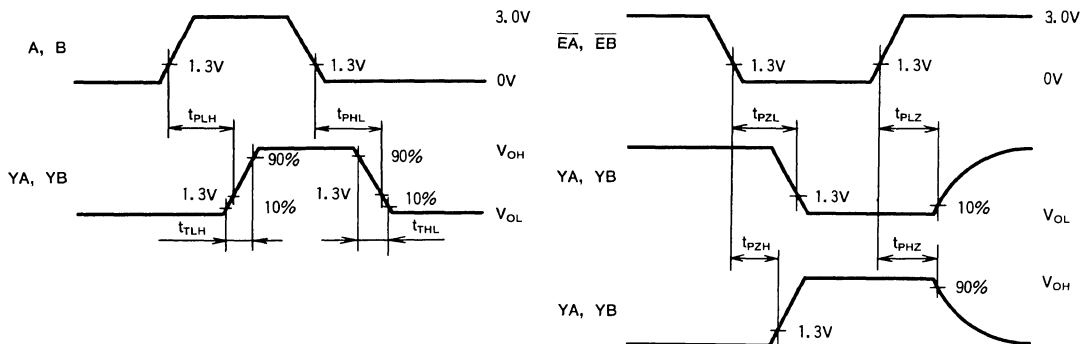 A, B
3.0V
1.3V
1.3V
0V
tPLH
tPHL
YA, YB
90%
90%
VOH
1.3V
1.3V
10%
10%
VOL
tTLH
tTHL
EA, EB
3.0V
1.3V
1.3V
0V
tPZL
tPLZ
YA, YB
1.3V
10%
VOL
tPZH
tPHZ
YA, YB
90%
VOH
1.3V